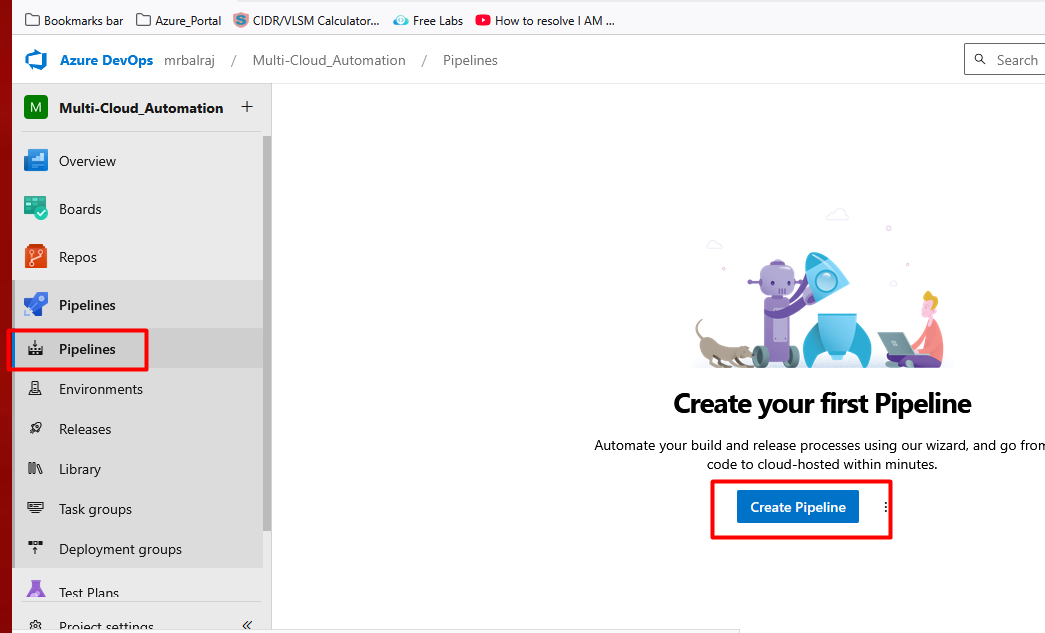 Bookmarks bar Azure_Portal CIDR/VLSM Calculator... Free Labs How to resolve I AM ...
Azure DevOps mrbalraj / Multi-Cloud_Automation / Pipelines Search
M Multi-Cloud_Automation +
Overview
Boards
Repos
Pipelines
Pipelines
Environments
Releases
Library
Task groups
Deployment groups
Test Plans
Project settings
Create your first Pipeline
Automate your build and release processes using our wizard, and go from
code to cloud-hosted within minutes.
Create Pipeline